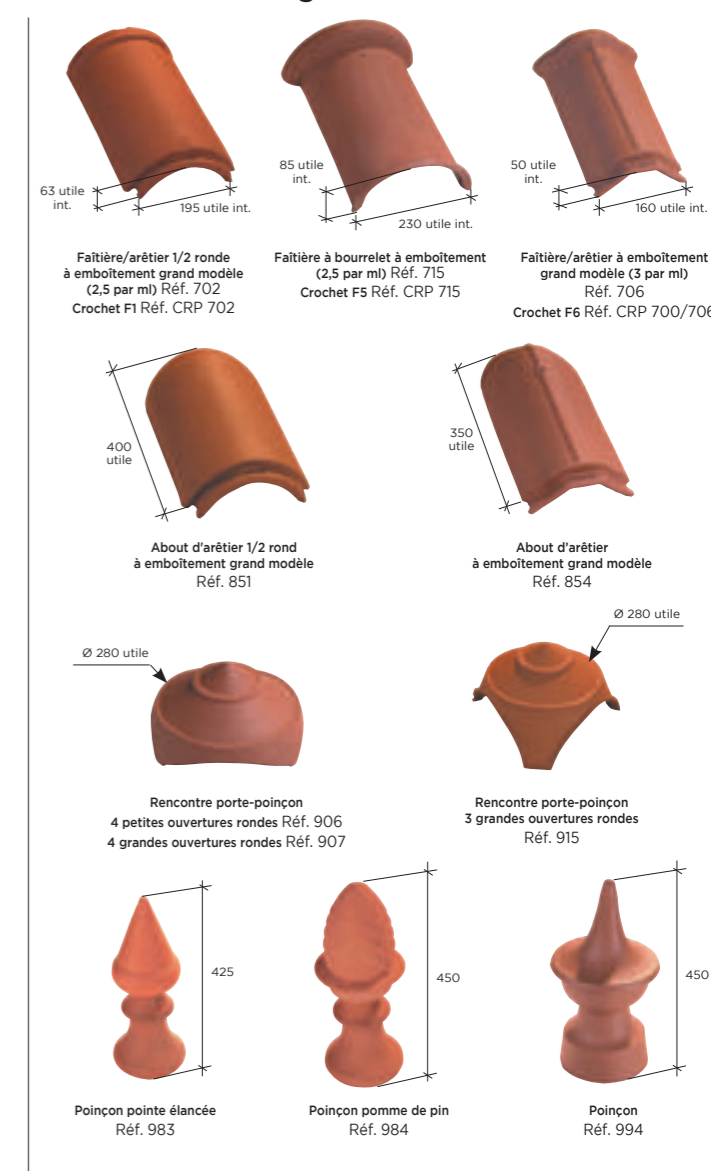 63 utile
int.
195 utile int.
85 utile
int.
230 utile int.
50 utile
int.
160 utile int.
Faîtière/arêtier 1/2 ronde
à emboîtement grand modèle
(2,5 par ml) Réf. 702
Crochet F1 Réf. CRP 702
Faîtière à bourrelet à emboîtement
(2,5 par ml) Réf. 715
Crochet F5 Réf. CRP 715
Faîtière/arêtier à emboîtement
grand modèle (3 par ml)
Réf. 706
Crochet F6 Réf. CRP 700/706
400
utile
350
utile
About d'arêtier 1/2 rond
à emboîtement grand modèle
Réf. 851
About d'arêtier
à emboîtement grand modèle
Réf. 854
Ø 280 utile
Ø 280 utile
Rencontre porte-poinçon
4 petites ouvertures rondes Réf. 906
4 grandes ouvertures rondes Réf. 907
Rencontre porte-poinçon
3 grandes ouvertures rondes
Réf. 915
425
450
450
Poinçon pointe élancée
Réf. 983
Poinçon pomme de pin
Réf. 984
Poinçon
Réf. 994